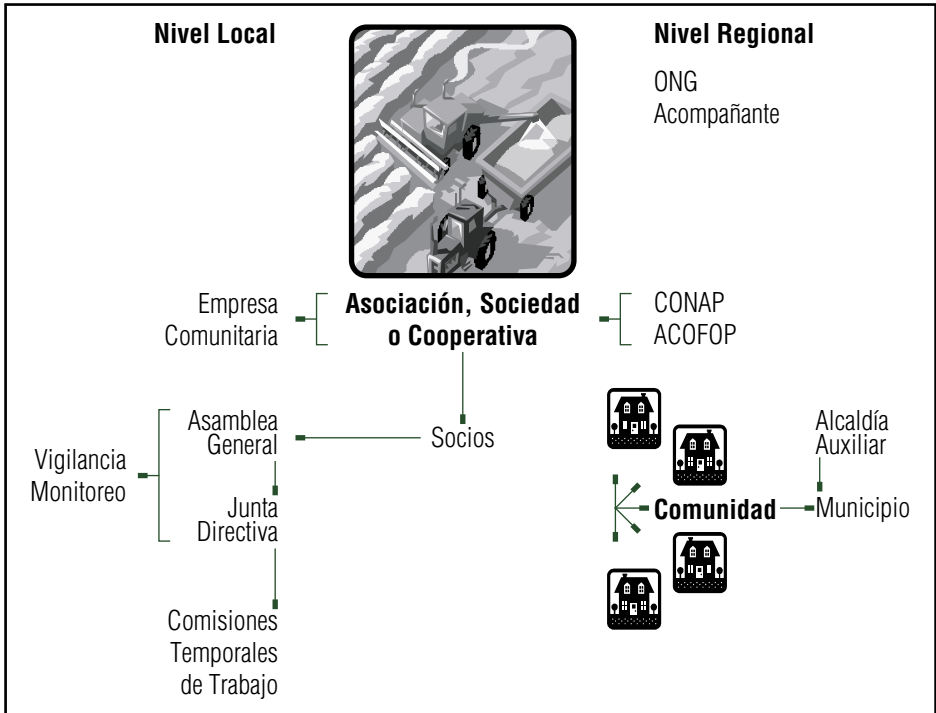 Nivel Local
Nivel Regional
ONG
Acompañante
Empresa
Comunitaria
Asociación, Sociedad
o Cooperativa
CONAP
ACOFOP
Vigilancia
Monitoreo
Asamblea
General
Socios
Junta
Directiva
Comisiones
Temporales
de Trabajo
Comunidad
Alcaldía
Auxiliar
Municipio